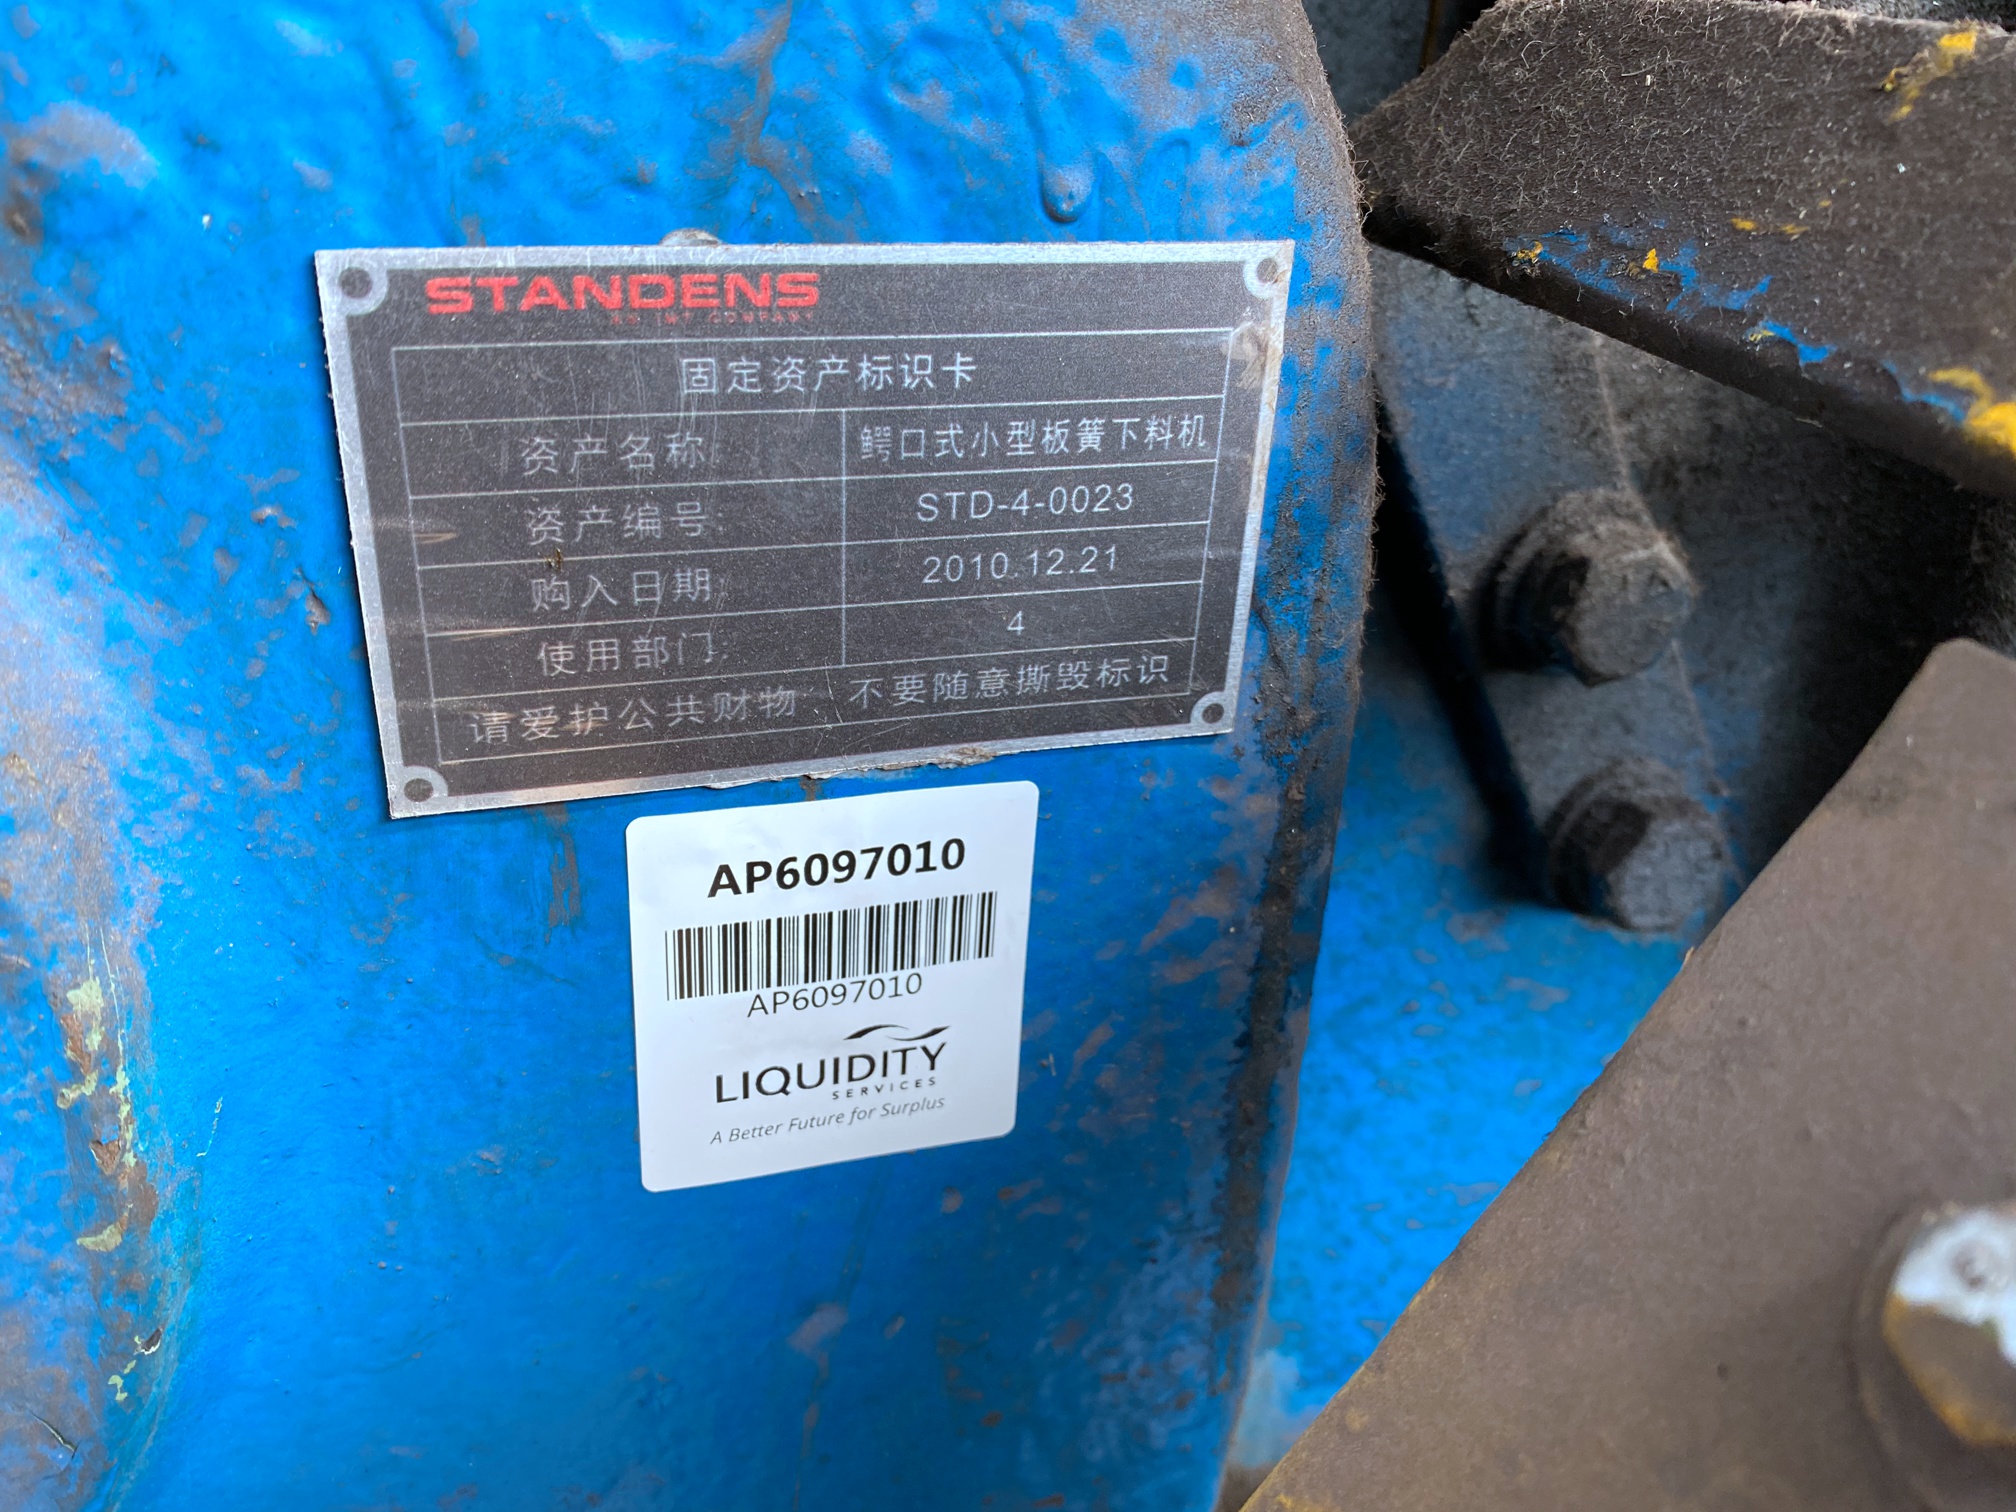 STANDENS
AN IMT COMPANY
固定资产标识卡
资产名称: 鳄口式小型板簧下料机
资产编号: STD-4-0023
购入日期: 2010.12.21
使用部门: 4
请爱护公共财物 不要随意撕毁标识
AP6097010
AP6097010
LIQUIDITY
SERVICES
A Better Future for Surplus